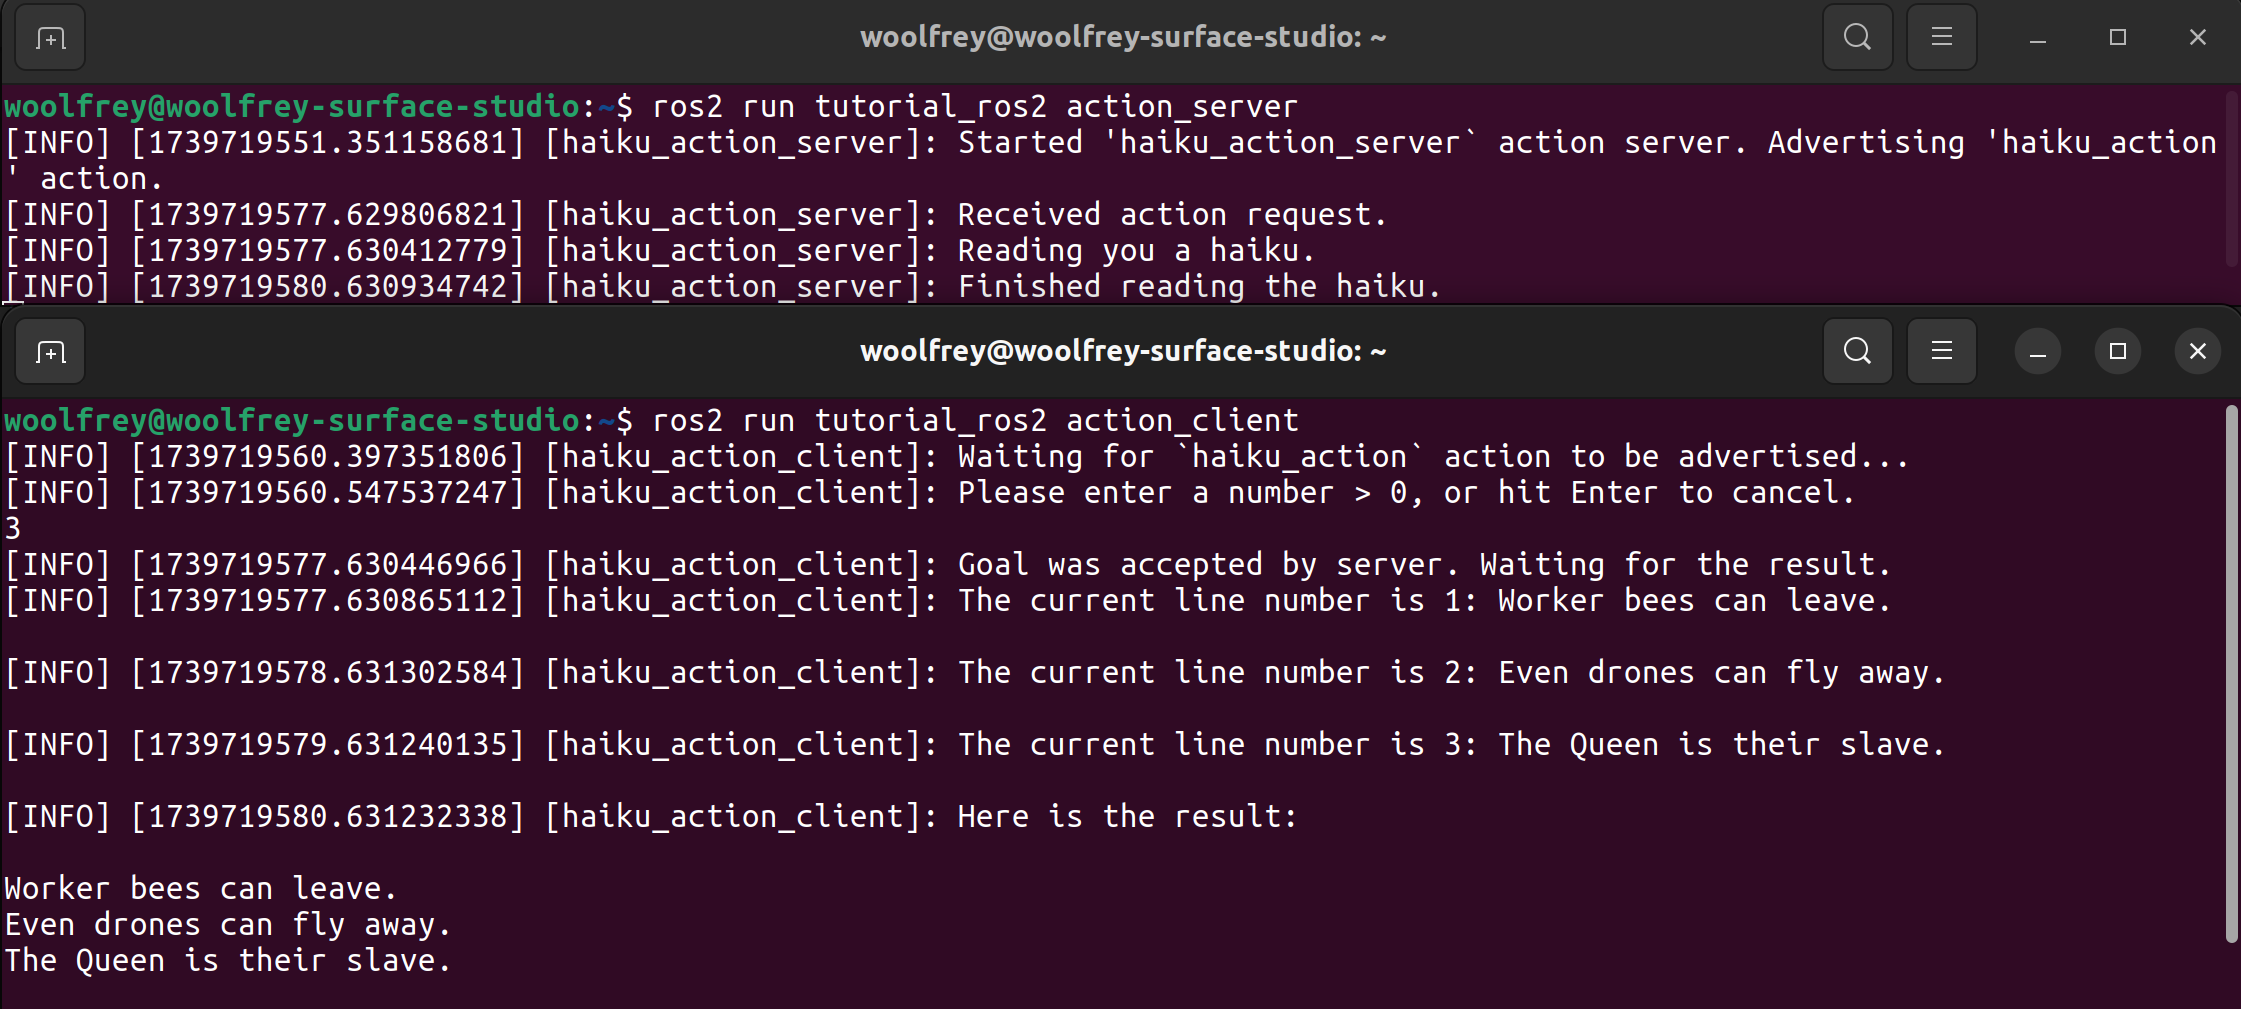 woolfrey@woolfrey-surface-studio: ~
woolfrey@woolfrey-surface-studio:~$ ros2 run tutorial_ros2 action_server
[INFO] [1739719551.351158681] [haiku_action_server]: Started 'haiku_action_server` action server. Advertising 'haiku_action
' action.
[INFO] [1739719577.629806821] [haiku_action_server]: Received action request.
[INFO] [1739719577.630412779] [haiku_action_server]: Reading you a haiku.
[INFO] [1739719580.630934742] [haiku_action_server]: Finished reading the haiku.
woolfrey@woolfrey-surface-studio: ~
woolfrey@woolfrey-surface-studio:~$ ros2 run tutorial_ros2 action_client
[INFO] [1739719560.397351806] [haiku_action_client]: Waiting for `haiku_action` action to be advertised...
[INFO] [1739719560.547537247] [haiku_action_client]: Please enter a number > 0, or hit Enter to cancel.
3
[INFO] [1739719577.630446966] [haiku_action_client]: Goal was accepted by server. Waiting for the result.
[INFO] [1739719577.630865112] [haiku_action_client]: The current line number is 1: Worker bees can leave.
[INFO] [1739719578.631302584] [haiku_action_client]: The current line number is 2: Even drones can fly away.
[INFO] [1739719579.631240135] [haiku_action_client]: The current line number is 3: The Queen is their slave.
[INFO] [1739719580.631232338] [haiku_action_client]: Here is the result:
Worker bees can leave.
Even drones can fly away.
The Queen is their slave.